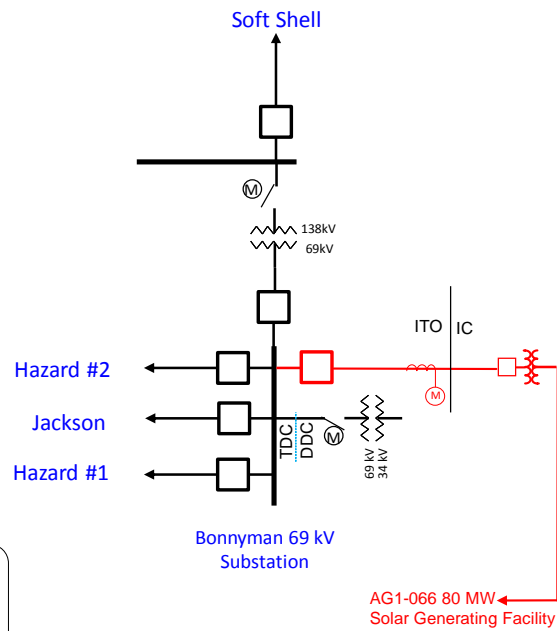 Soft Shell
M
138kV
69kV
ITO
IC
Hazard #2
M
Jackson
TDC
DDC
M
69 kV
34 kV
Hazard #1
Bonnyman 69 kV
Substation
AG1-066 80 MW
Solar Generating Facility